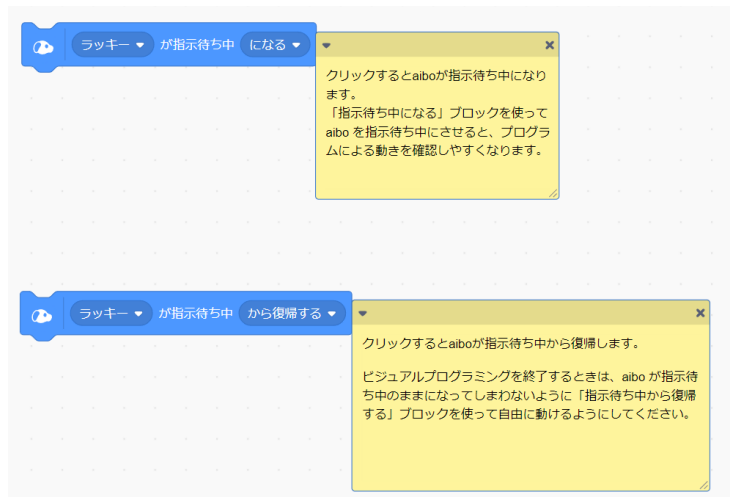 ラッキー が指示待ち中 になる
クリックするとaiboが指示待ち中になり
ます。
「指示待ち中になる」ブロックを使って
aibo を指示待ち中にさせると、プログラ
ムによる動きを確認しやすくなります。
ラッキー が指示待ち中 から復帰する
クリックするとaiboが指示待ち中から復帰します。
ビジュアルプログラミングを終了するときは、aibo が指示待
ち中のままになってしまわないように「指示待ち中から復帰
する」ブロックを使って自由に動けるようにしてください。